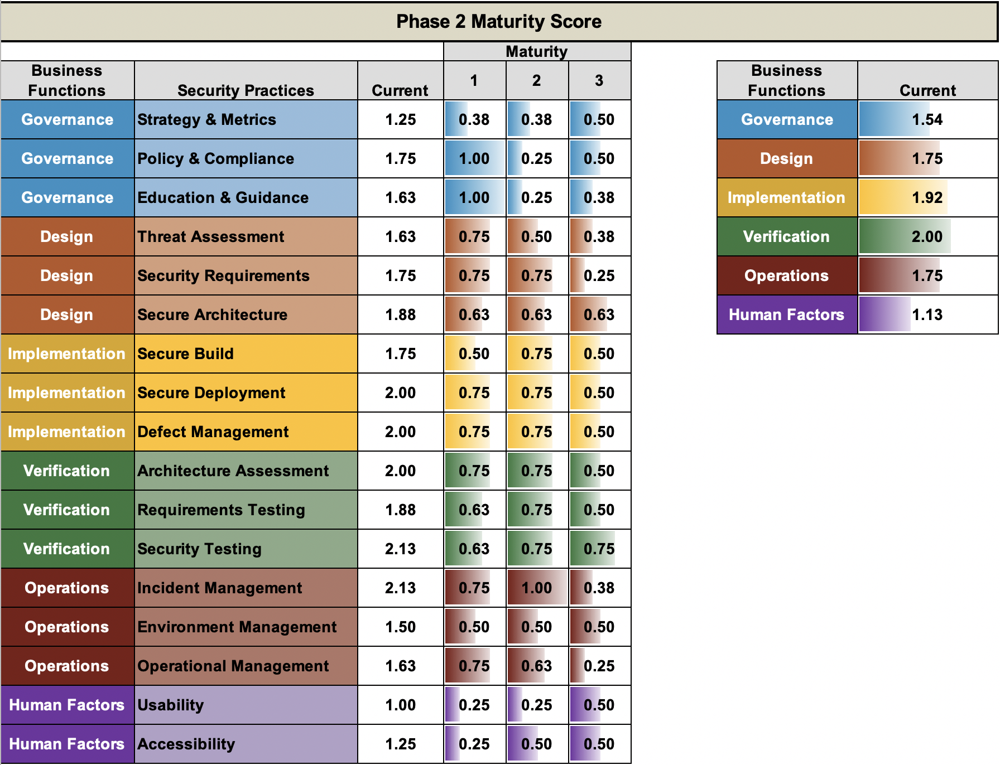 Phase 2 Maturity Score
Maturity
Business Functions Security Practices Current 1 2 3
Governance Strategy & Metrics 1.25 0.38 0.38 0.50
Governance Policy & Compliance 1.75 1.00 0.25 0.50
Governance Education & Guidance 1.63 1.00 0.25 0.38
Design Threat Assessment 1.63 0.75 0.50 0.38
Design Security Requirements 1.75 0.75 0.75 0.25
Design Secure Architecture 1.88 0.63 0.63 0.63
Implementation Secure Build 1.75 0.50 0.75 0.50
Implementation Secure Deployment 2.00 0.75 0.75 0.50
Implementation Defect Management 2.00 0.75 0.75 0.50
Verification Architecture Assessment 2.00 0.75 0.75 0.50
Verification Requirements Testing 1.88 0.63 0.75 0.50
Verification Security Testing 2.13 0.63 0.75 0.75
Operations Incident Management 2.13 0.75 1.00 0.38
Operations Environment Management 1.50 0.50 0.50 0.50
Operations Operational Management 1.63 0.75 0.63 0.25
Human Factors Usability 1.00 0.25 0.25 0.50
Human Factors Accessibility 1.25 0.25 0.50 0.50
Business Functions Current
Governance 1.54
Design 1.75
Implementation 1.92
Verification 2.00
Operations 1.75
Human Factors 1.13